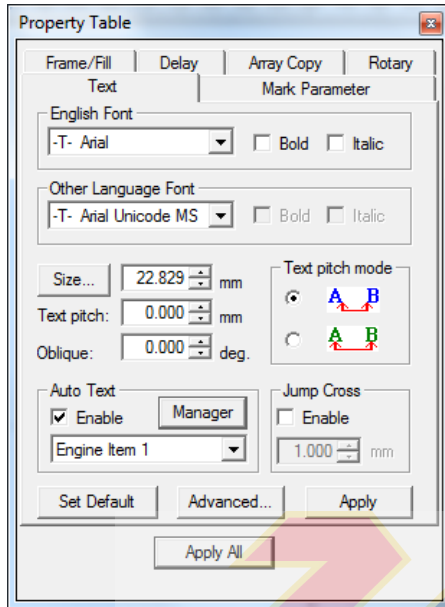 Property Table
Frame/Fill Delay Array Copy Rotary
Text Mark Parameter
English Font
-T- Arial Bold Italic
Other Language Font
-T- Arial Unicode MS Bold Italic
Size... 22.829 mm
Text pitch: 0.000 mm
Oblique: 0.000 deg.
Text pitch mode
A B
A B
Auto Text
Enable Manager
Engine Item 1
Jump Cross
Enable
1.000 mm
Set Default Advanced... Apply
Apply All